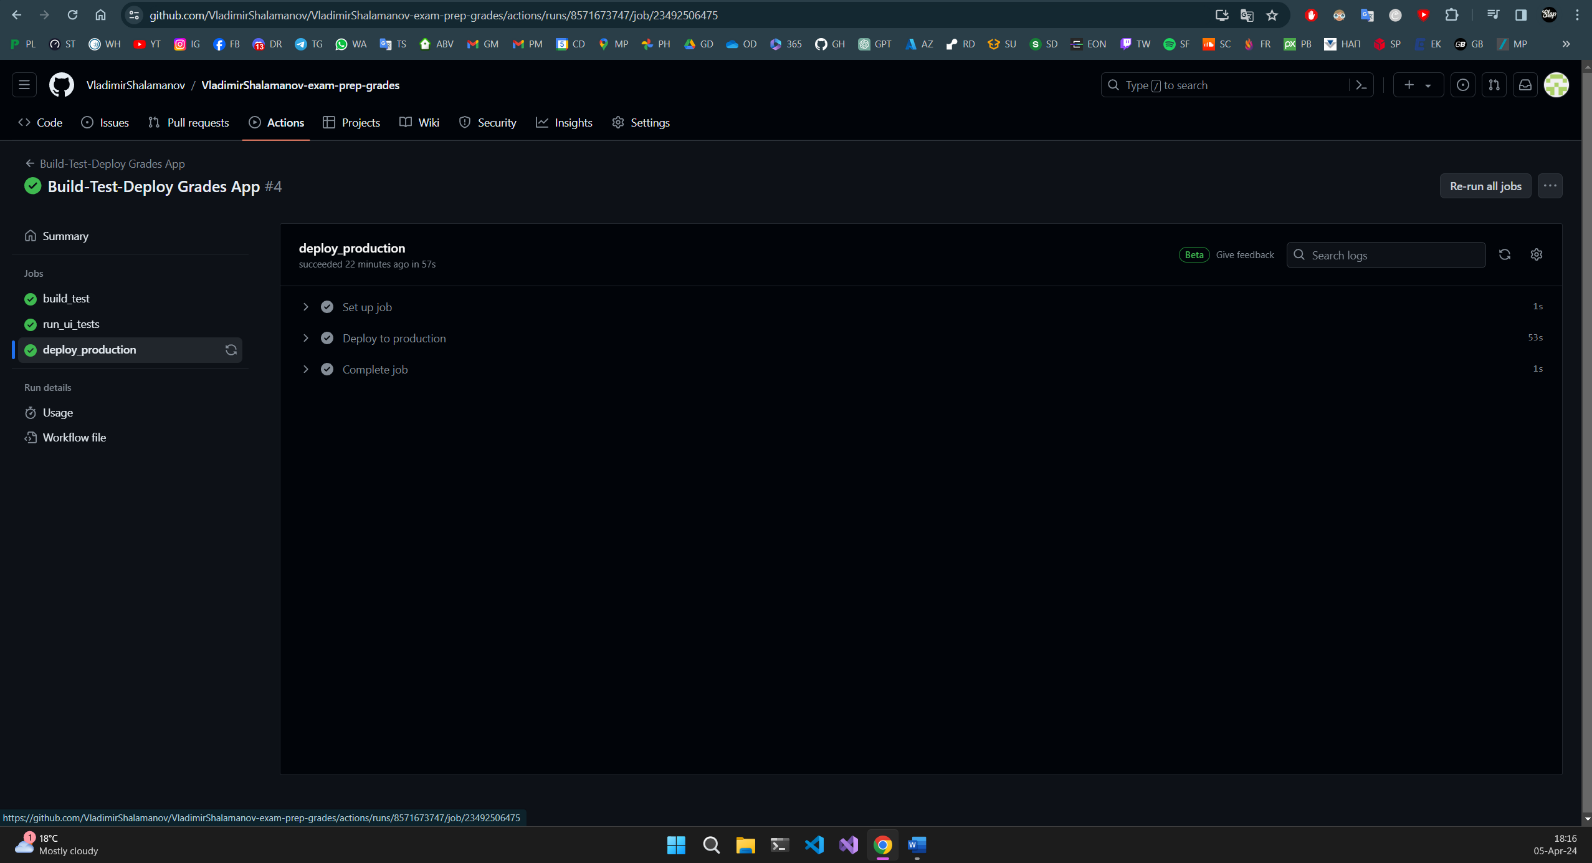 github.com/VladimirShalamanov/VladimirShalamanov-exam-prep-grades/actions/runs/8571673747/job/23492506475
PL ST WH YT IG FB 13 DR TG WA TS ABV GM PM CD MP PH GD OD 365 GH GPT AZ RD SU SD EON TW SF SC FR PB НАП SP EK GB MP »
VladimirShalamanov / VladimirShalamanov-exam-prep-grades
Type / to search
Code Issues Pull requests Actions Projects Wiki Security Insights Settings
Build-Test-Deploy Grades App
Build-Test-Deploy Grades App #4
Re-run all jobs
Summary
Jobs
build_test
run_ui_tests
deploy_production
Run details
Usage
Workflow file
deploy_production
succeeded 22 minutes ago in 57s
Beta Give feedback
Search logs
Set up job 1s
Deploy to production 53s
Complete job 1s
https://github.com/VladimirShalamanov/VladimirShalamanov-exam-prep-grades/actions/runs/8571673747/job/23492506475
1
18°C
Mostly cloudy
18:16
05-Apr-24